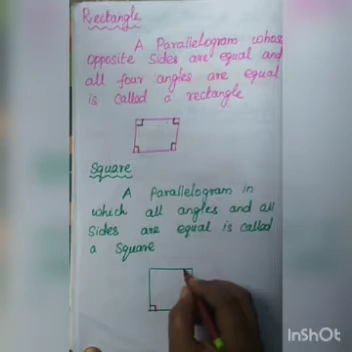 Rectangle
A Parallelogram whos
opposite sides are equal and
all four angles are equal
is called a rectangle
Square
A Parallelogram in
which all angles and all
Sides are equal is called
a Square
InShOt